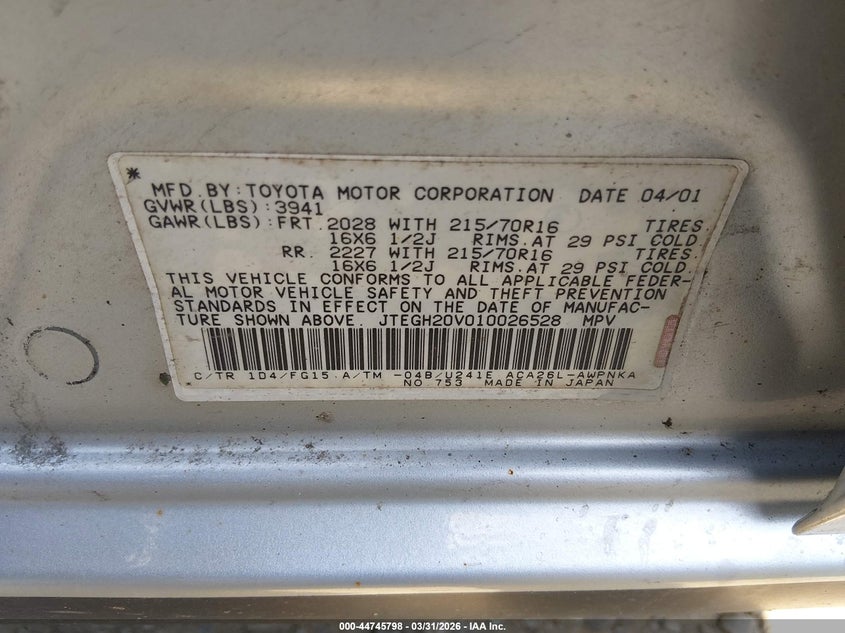 * MFD. BY: TOYOTA MOTOR CORPORATION DATE 04/01
GVWR(LBS):3941
GAWR(LBS):FRT. 2028 WITH 215/70R16 TIRES
16X6 1/2J RIMS.AT 29 PSI COLD
RR. 2227 WITH 215/70R16 TIRES
16X6 1/2J RIMS.AT 29 PSI COLD.
THIS VEHICLE CONFORMS TO ALL APPLICABLE FEDER-
AL MOTOR VEHICLE SAFETY AND THEFT PREVENTION
STANDARDS IN EFFECT ON THE DATE OF MANUFAC-
TURE SHOWN ABOVE. JTEGH20V010026528 MPV
C/TR 1D4/FG15.A/TM -04B/U241E ACA26L-AWPNKA
NO.753 MADE IN JAPAN
000-44745798 - 03/31/2026 - IAA Inc.